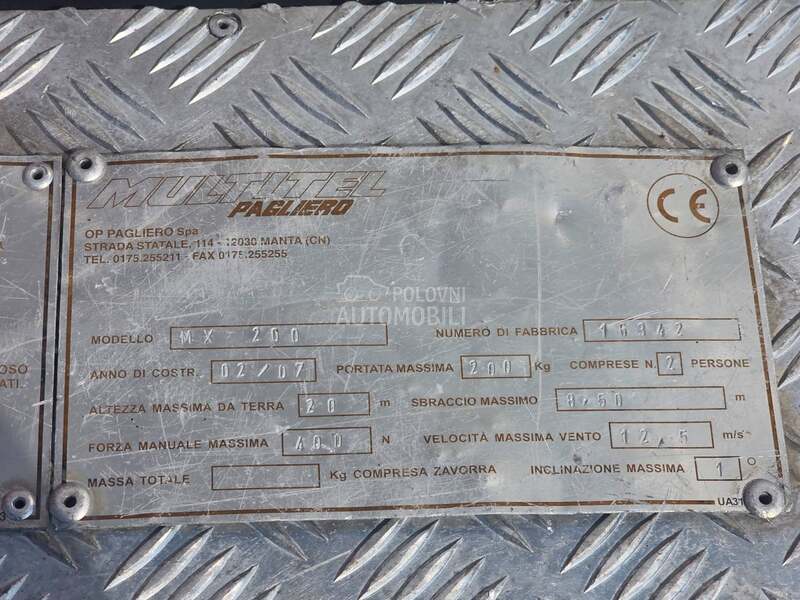 MULTITEL
PAGLIERO
OP PAGLIERO Spa
STRADA STATALE, 114 - 12030 MANTA (CN)
TEL. 0175.255211 - FAX 0175.255255
CE
POLOVNI
AUTOMOBILI
MODELLO MX 200 NUMERO DI FABBRICA 16942
ANNO DI COSTR. 02/07 PORTATA MASSIMA 200 Kg COMPRESE N. 2 PERSONE
ALTEZZA MASSIMA DA TERRA 20 m SBRACCIO MASSIMO 8.50 m
FORZA MANUALE MASSIMA 400 N VELOCITÀ MASSIMA VENTO 12,5 m/s
MASSA TOTALE Kg COMPRESA ZAVORRA INCLINAZIONE MASSIMA 1 °
OSO
ATI.